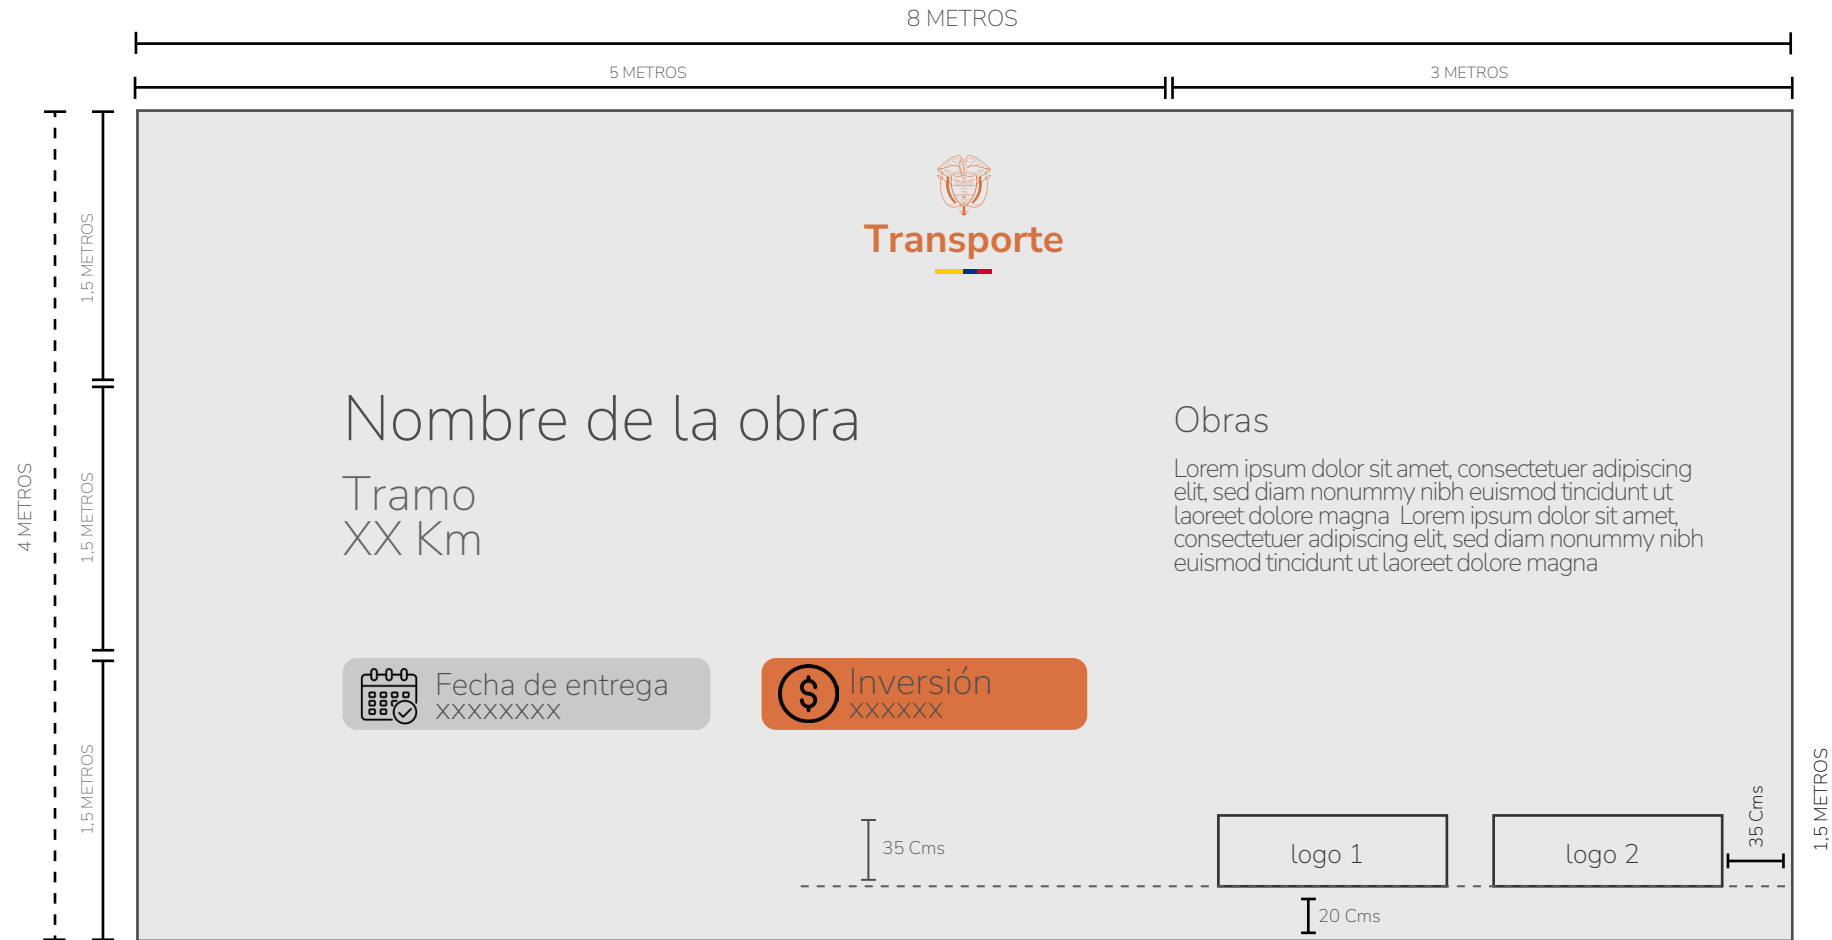 8 METROS
5 METROS
3 METROS
4 METROS
1,5 METROS
1,5 METROS
1,5 METROS
Transporte
Nombre de la obra
Tramo
XX Km
Obras
Lorem ipsum dolor sit amet, consectetuer adipiscing
elit, sed diam nonummy nibh euismod tincidunt ut
laoreet dolore magna  Lorem ipsum dolor sit amet,
consectetuer adipiscing elit, sed diam nonummy nibh
euismod tincidunt ut laoreet dolore magna
Fecha de entrega
xxxxxxxx
$
Inversión
xxxxxx
35 Cms
logo 1
logo 2
35 Cms
1,5 METROS
20 Cms